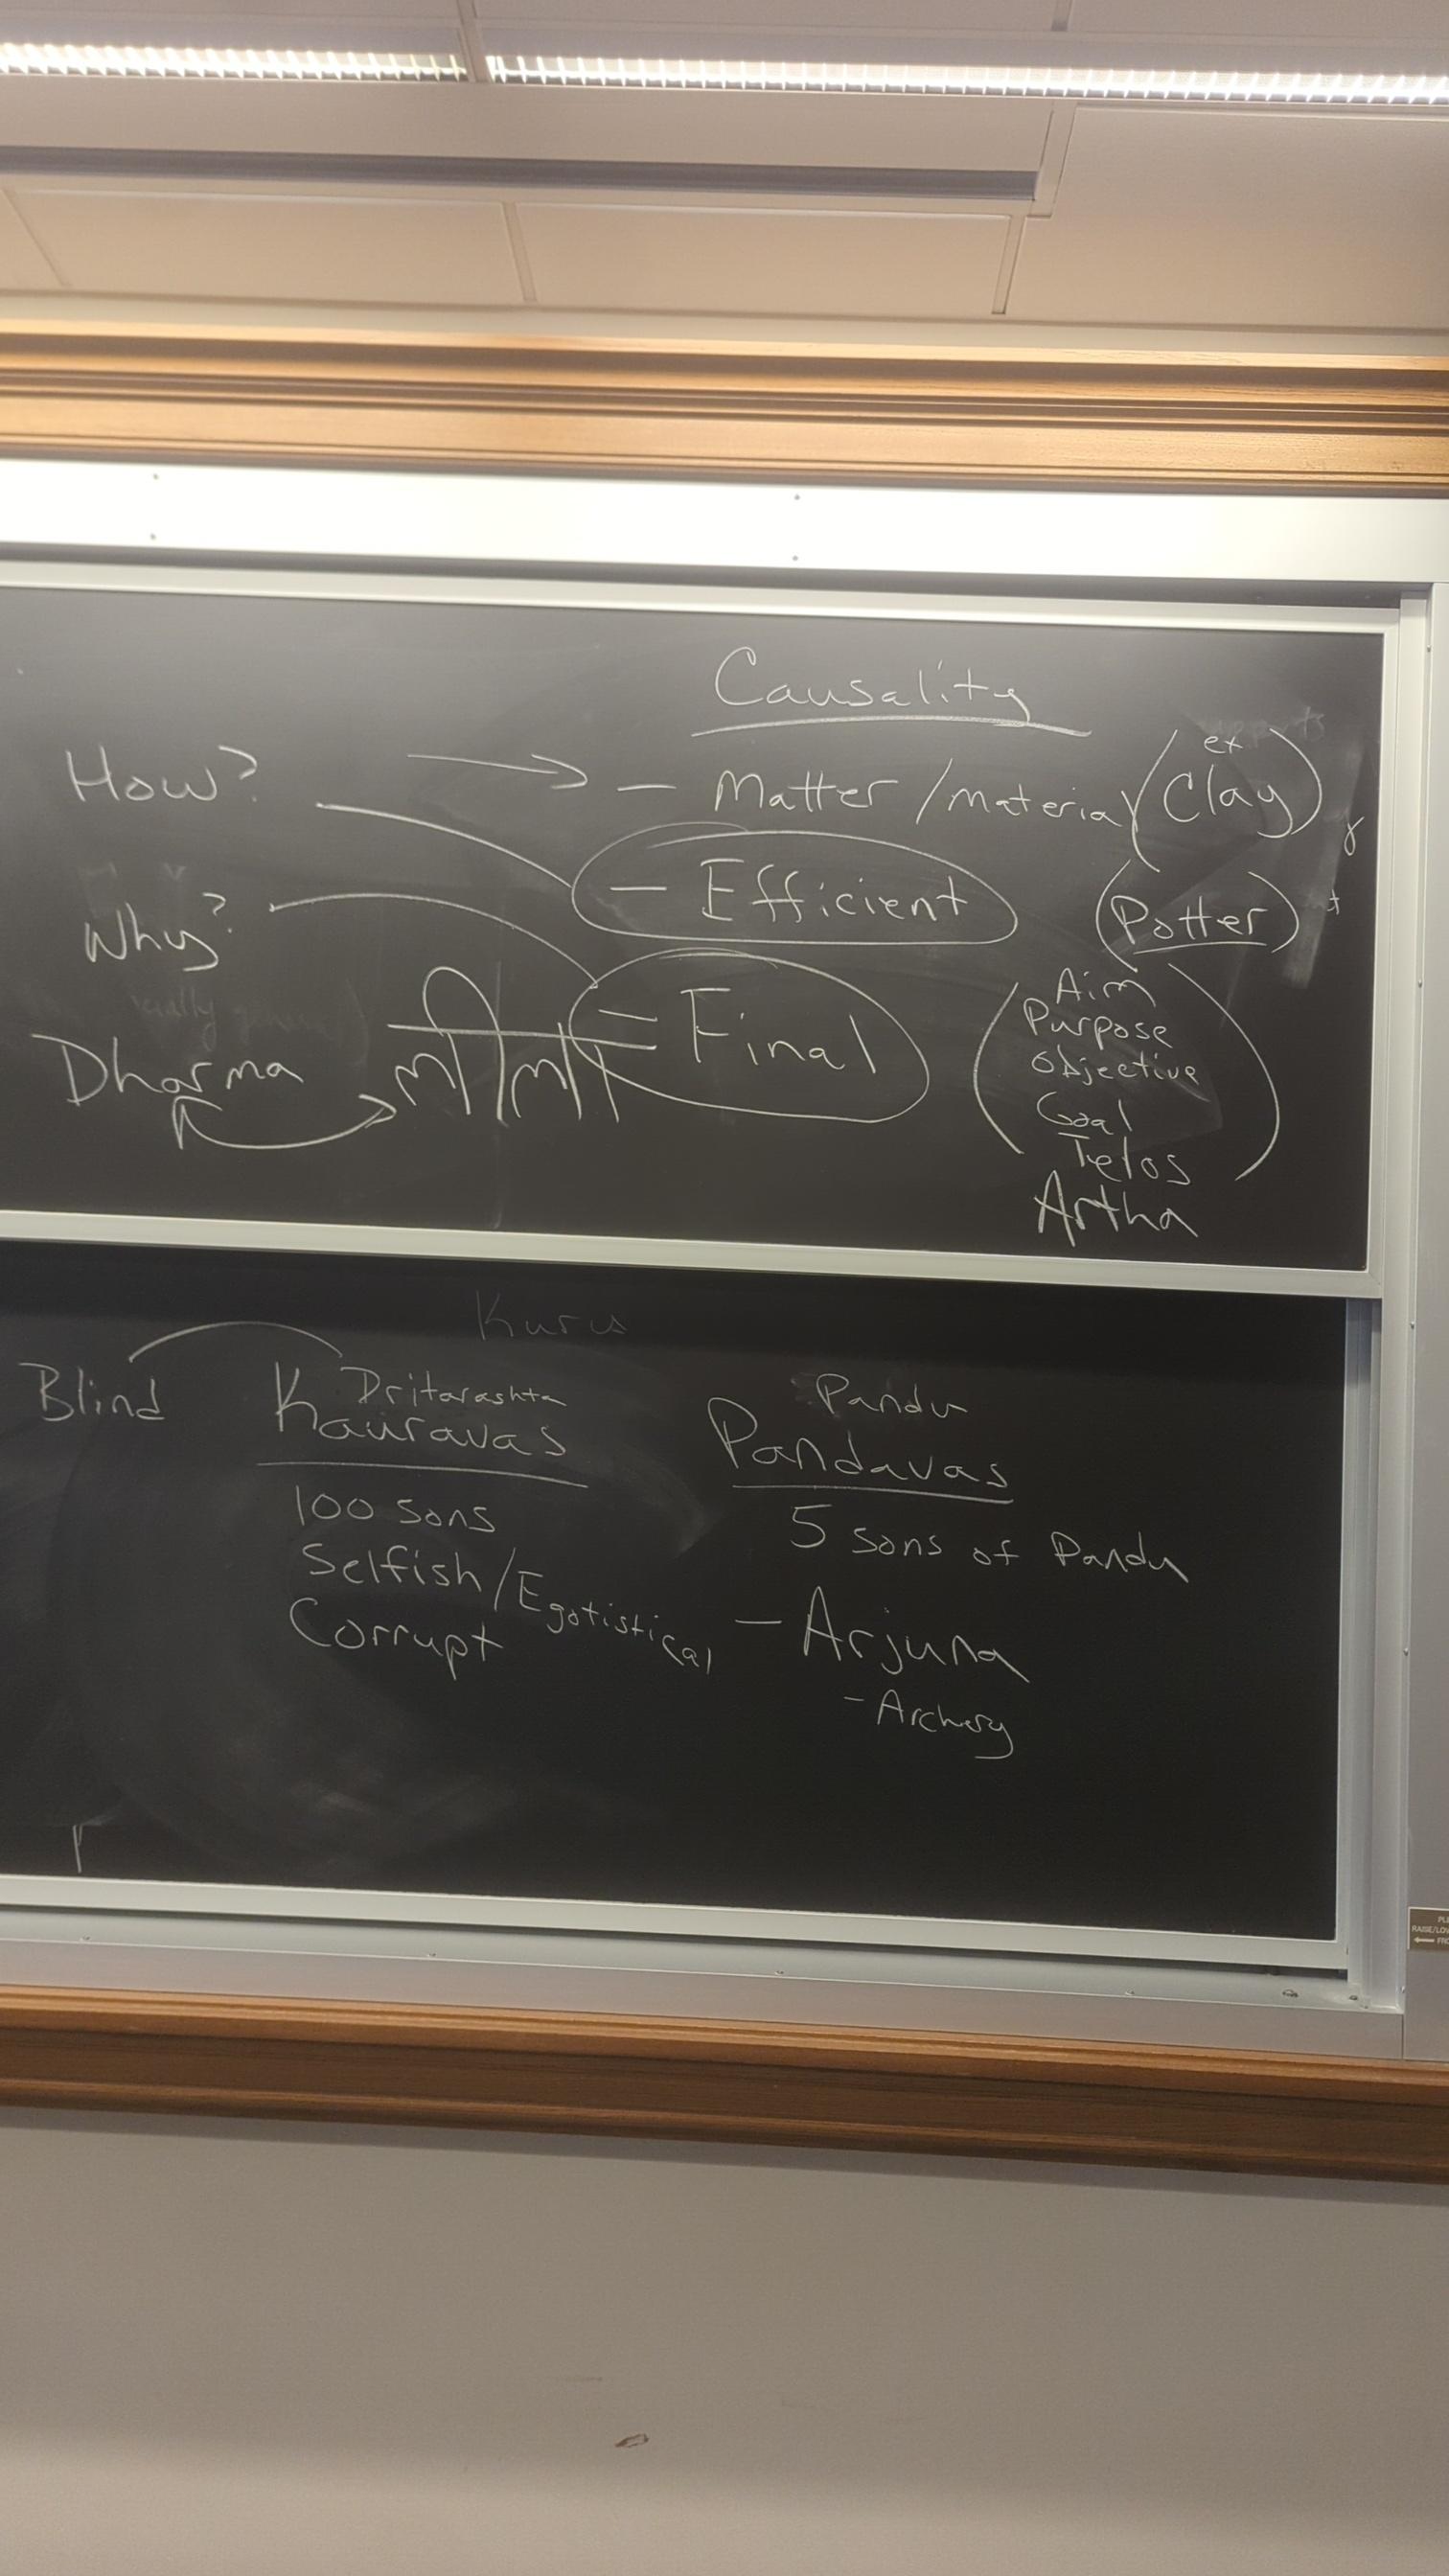 Causality
How? — Matter/material (ex Clay)
— Efficient (Potter)
Why?
— Final
Dharma
(Aim
Purpose
Objective
Goal
Telos)
Artha
Kuru
Blind
Dritarashta
Kauravas
100 sons
Selfish/Egotistical
Corrupt
Pandu
Pandavas
5 sons of Pandu
— Arjuna
- Archery